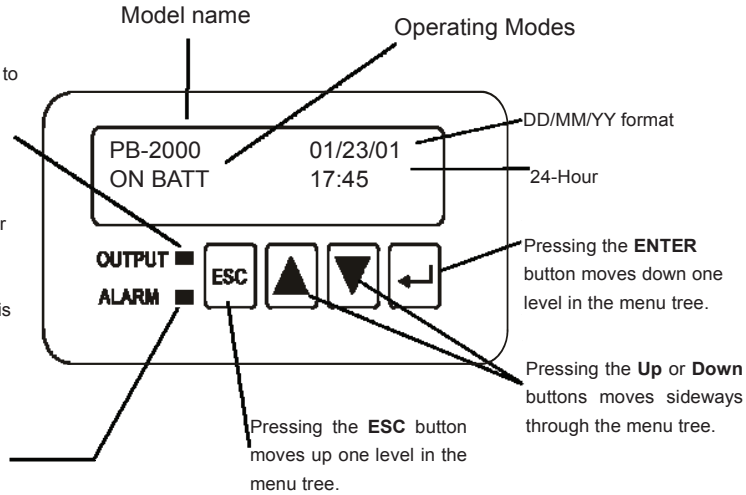 Model name
Operating Modes
to
DD/MM/YY format
PB-2000 01/23/01
ON BATT 17:45
24-Hour
r
OUTPUT
ESC
ALARM
is
Pressing the ENTER
button moves down one
level in the menu tree.
Pressing the Up or Down
buttons moves sideways
through the menu tree.
Pressing the ESC button
moves up one level in the
menu tree.